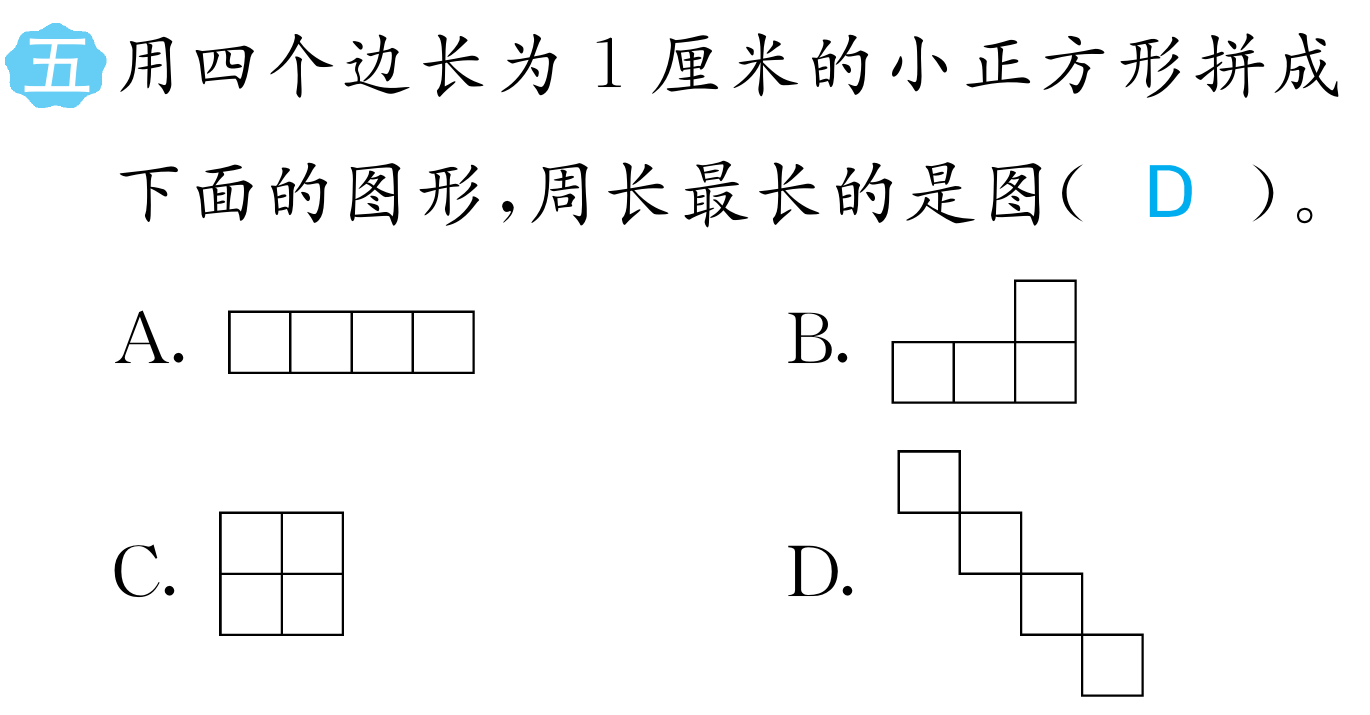 五 用四个边长为1厘米的小正方形拼成
下面的图形,周长最长的是图( D )。
A.
B.
C.
D.